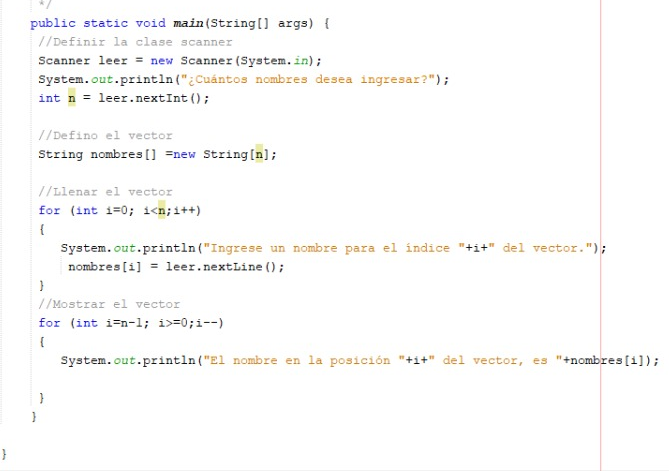 */
public static void main(String[] args) {
//Definir la clase scanner
Scanner leer = new Scanner(System.in);
System.out.println("¿Cuántos nombres desea ingresar?");
int n = leer.nextInt();
//Defino el vector
String nombres[] =new String[n];
//Llenar el vector
for (int i=0; i<n;i++)
{
System.out.println("Ingrese un nombre para el índice "+i+" del vector.");
nombres[i] = leer.nextLine();
}
//Mostrar el vector
for (int i=n-1; i>=0;i--)
{
System.out.println("El nombre en la posición "+i+" del vector, es "+nombres[i]);
}
}
}